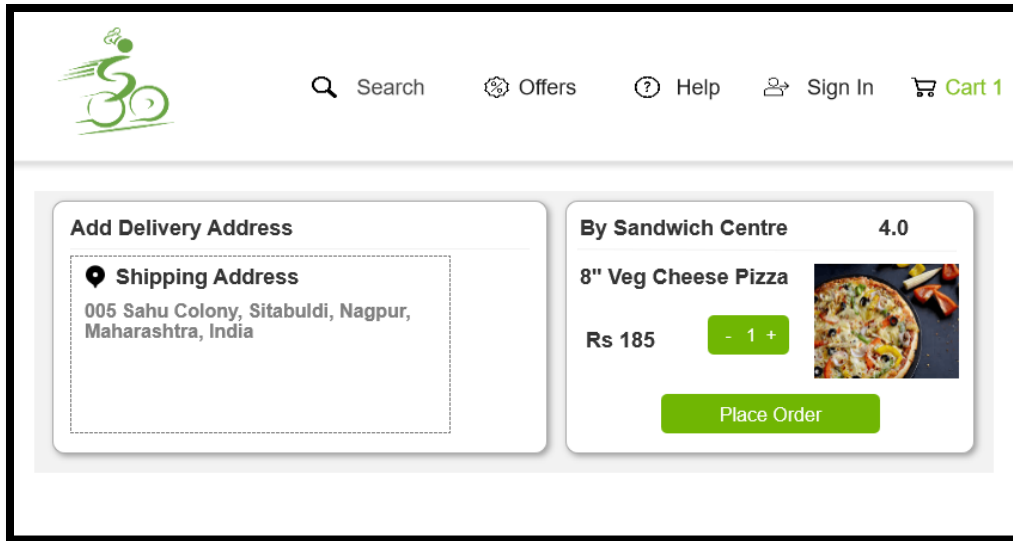 Search
Offers
Help
Sign In
Cart 1
Add Delivery Address
Shipping Address
005 Sahu Colony, Sitabuldi, Nagpur,
Maharashtra, India
By Sandwich Centre 4.0
8" Veg Cheese Pizza
Rs 185
- 1 +
Place Order